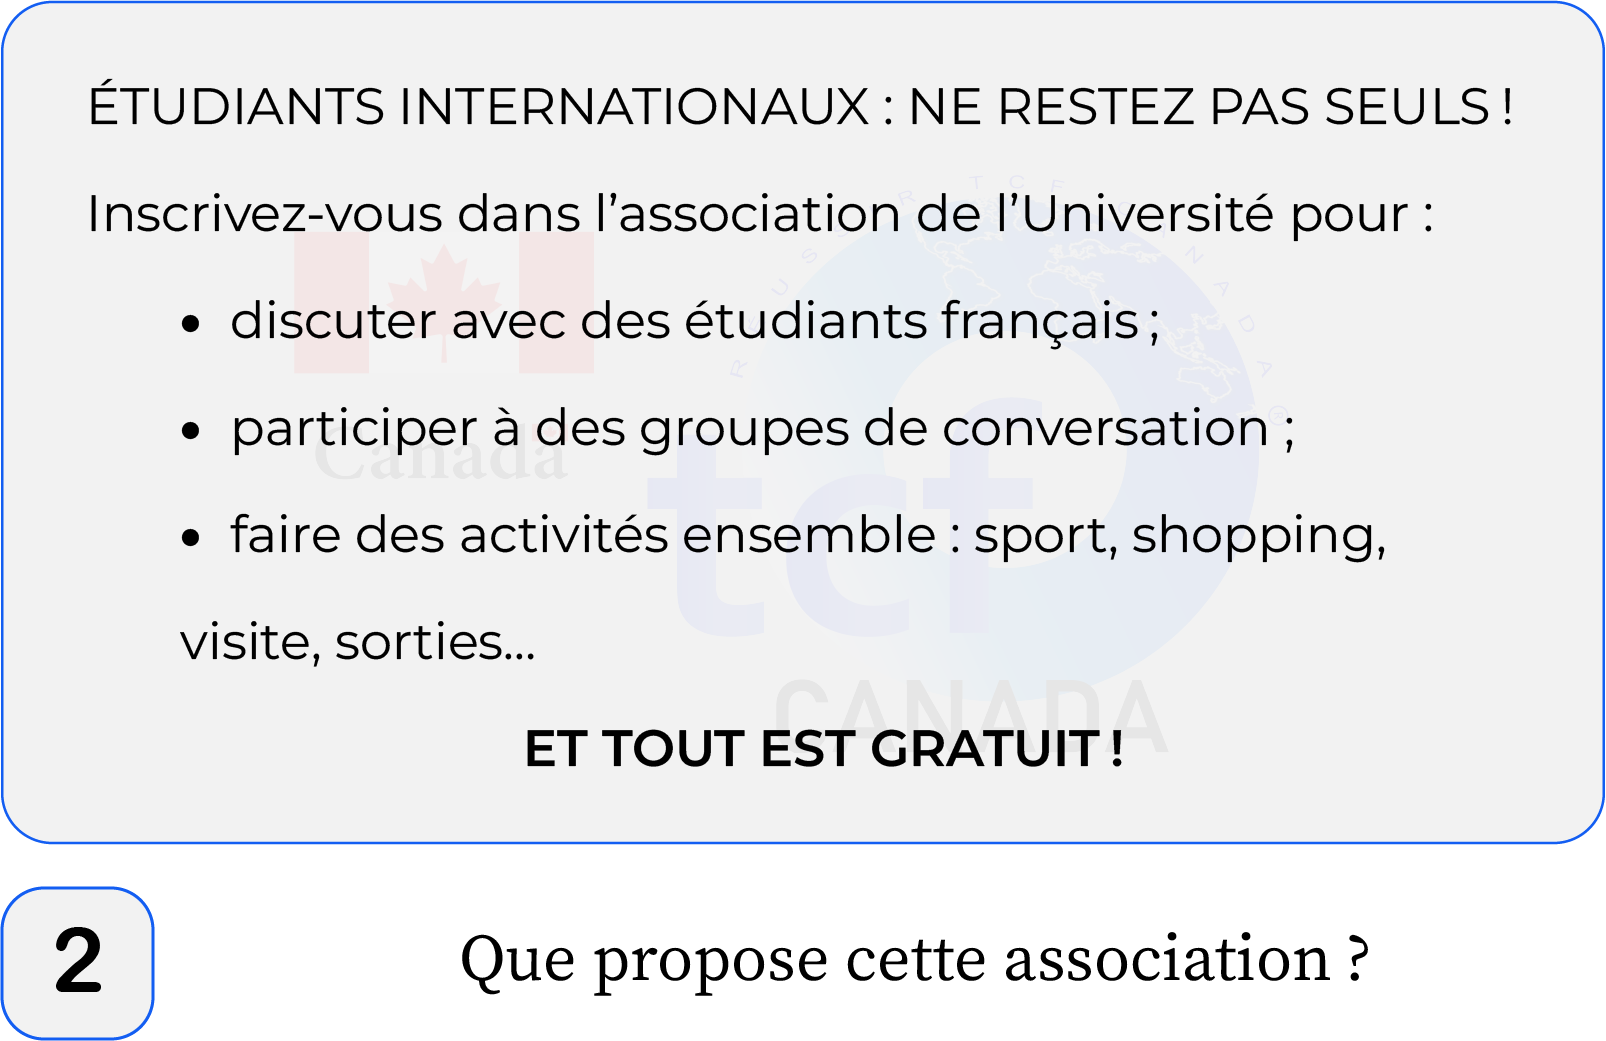 ÉTUDIANTS INTERNATIONAUX : NE RESTEZ PAS SEULS !
Inscrivez-vous dans l’association de l’Université pour :
• discuter avec des étudiants français ;
• participer à des groupes de conversation ;
• faire des activités ensemble : sport, shopping,
visite, sorties...
ET TOUT EST GRATUIT !
2
Que propose cette association ?
Canada
RÉUSSIR TCF CANADA
tcf
CANADA